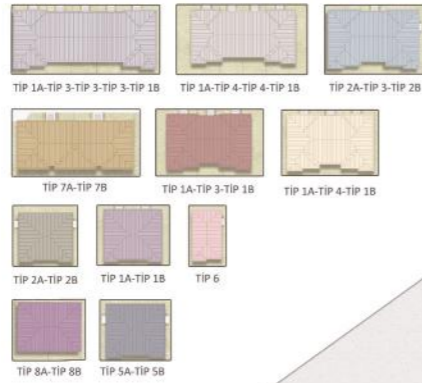 TİP 1A-TİP 3-TİP 3-TİP 3-TİP 1B
TİP 1A-TİP 4-TİP 4-TİP 1B
TİP 2A-TİP 3-TİP 2B
TİP 7A-TİP 7B
TİP 1A-TİP 3-TİP 1B
TİP 1A-TİP 4-TİP 1B
TİP 2A-TİP 2B
TİP 1A-TİP 1B
TİP 6
TİP 8A-TİP 8B
TİP 5A-TİP 5B